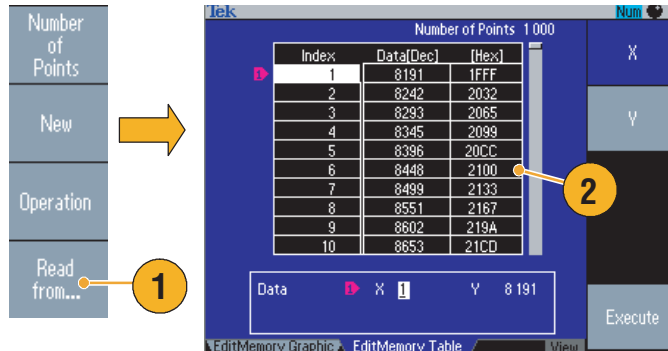 Number
of
Points
New
Operation
Read
from...
1
Tek
Num
Number of Points 1 000
Index Data[Dec] [Hex]
1 1 8191 1FFF
2 8242 2032
3 8293 2065
4 8345 2099
5 8396 20CC
6 8448 2100
7 8499 2133
8 8551 2167
9 8602 219A
10 8653 21CD
2
Data 1 X 1 Y 8 191
EditMemory Graphic EditMemory Table View
X
Y
Execute